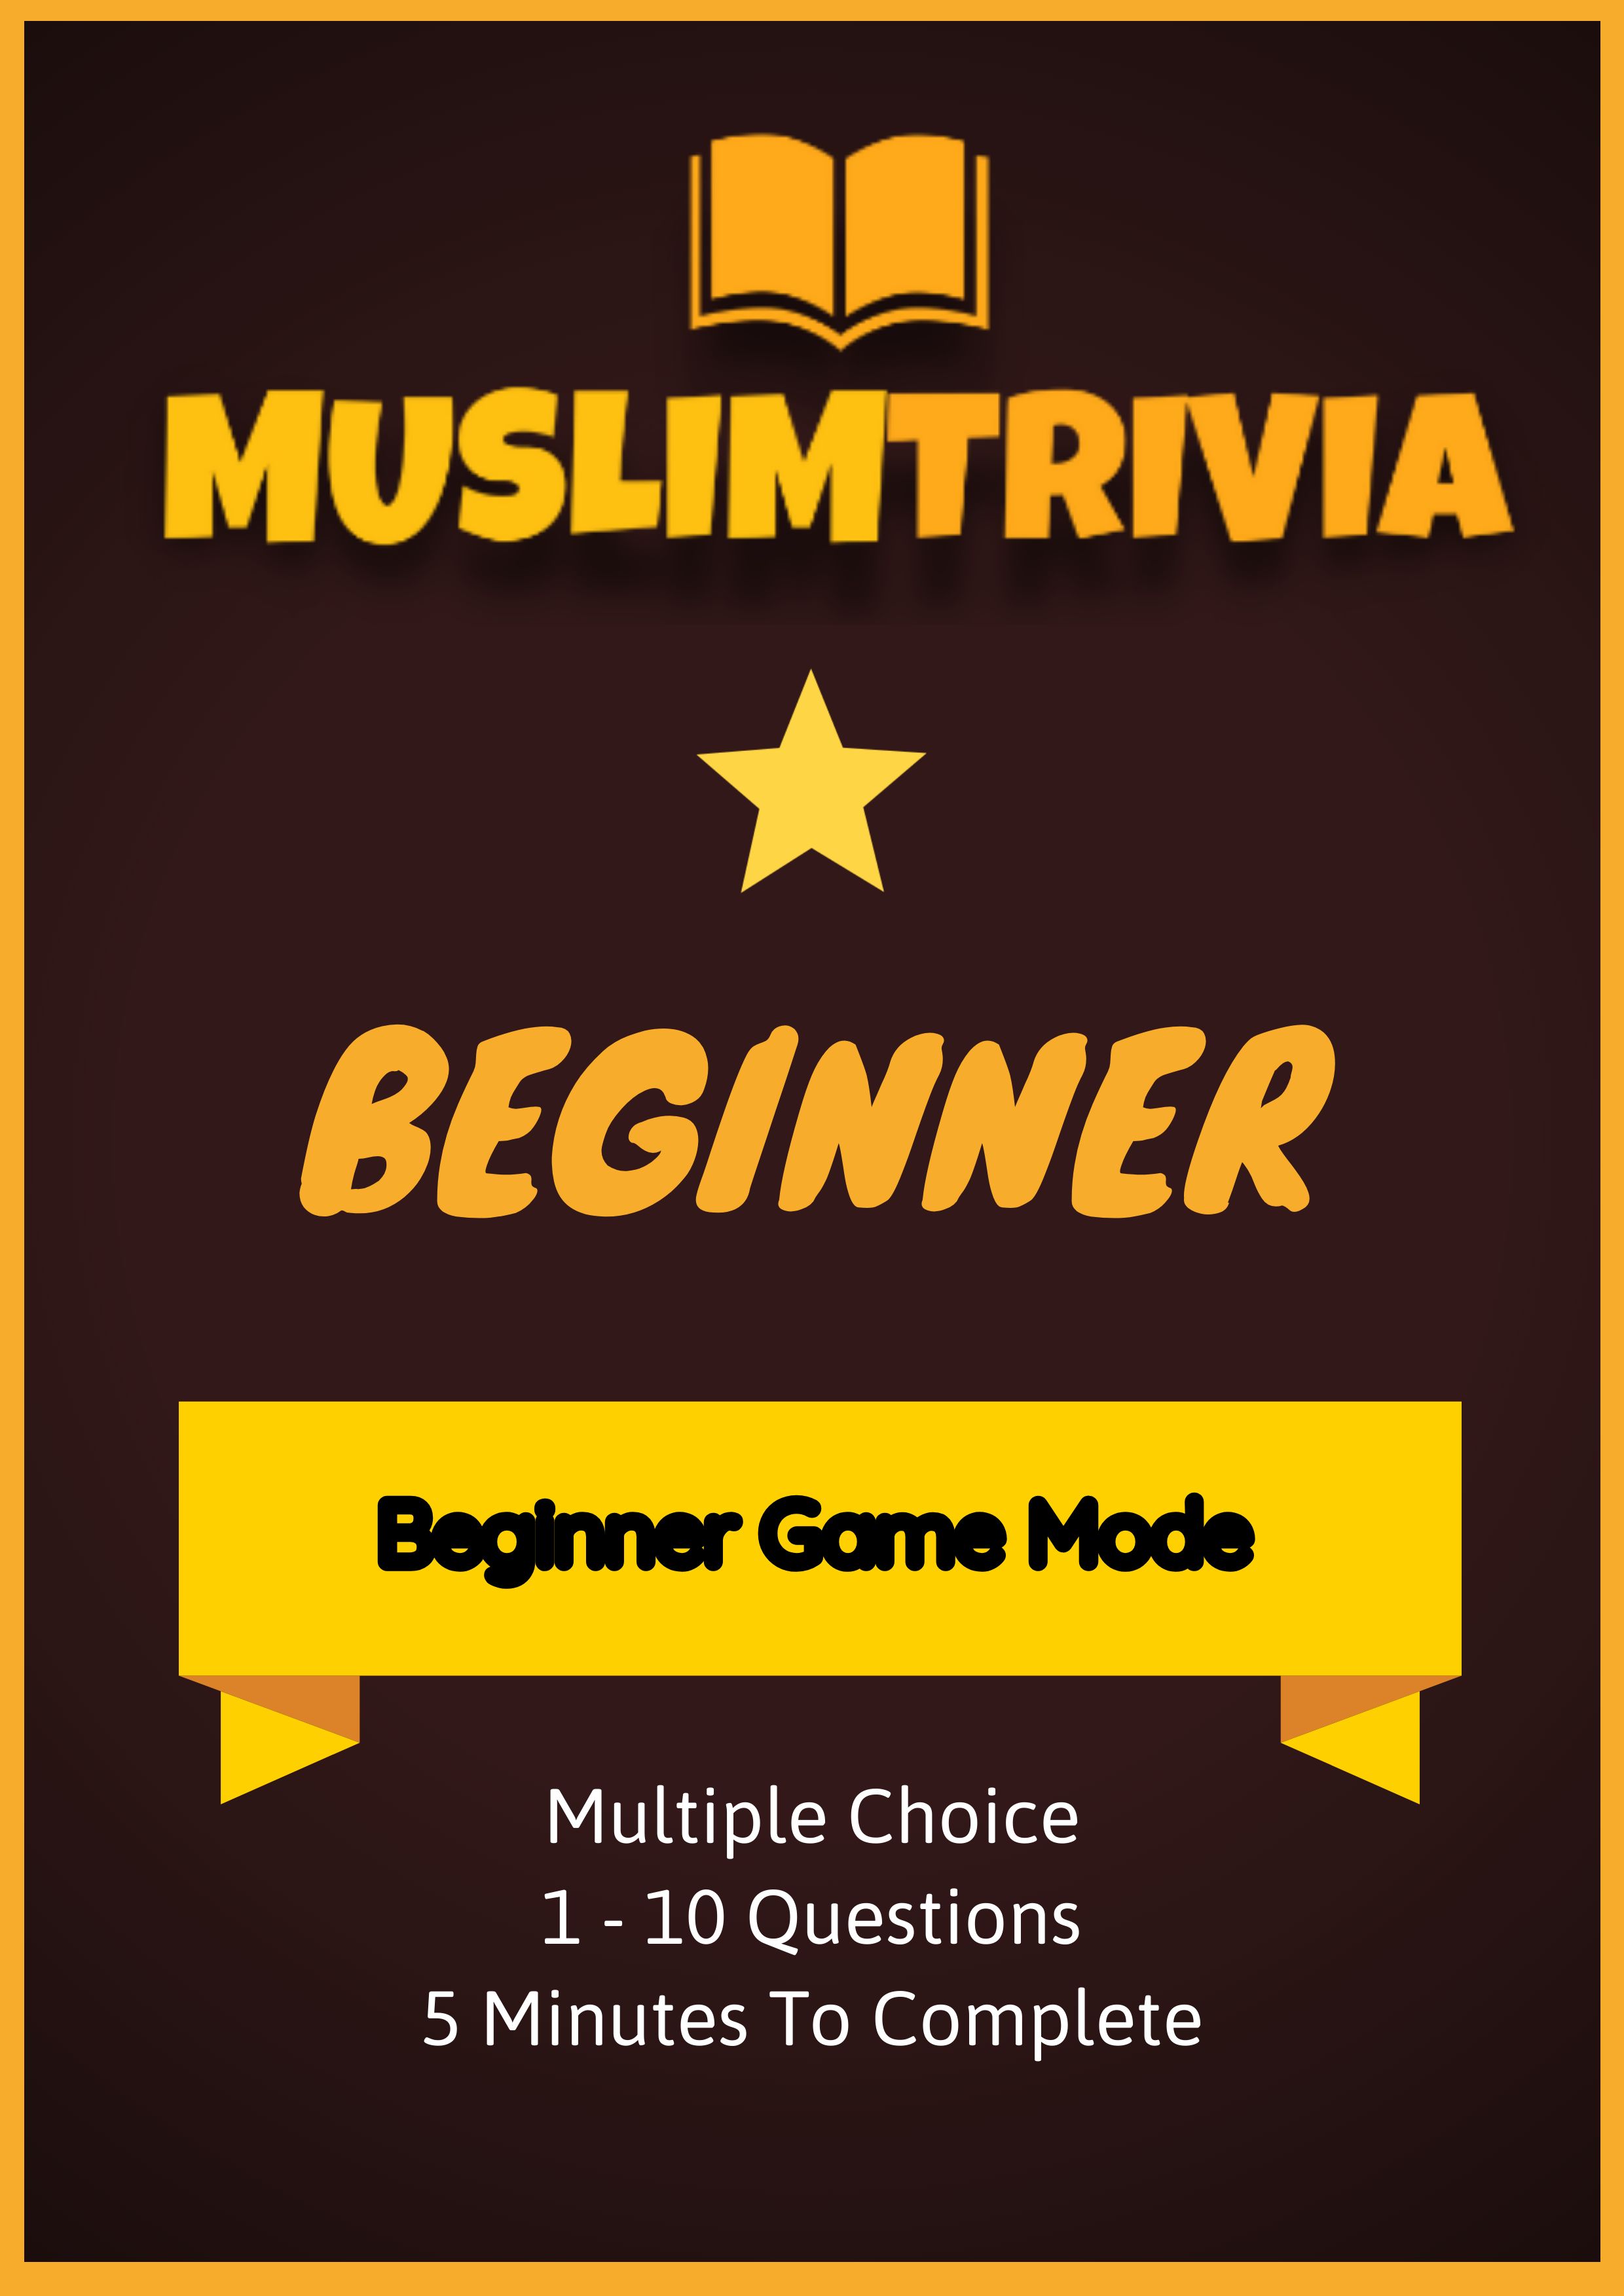 MUSLIMTRIVIA
BEGINNER
Beginner Game Mode
Multiple Choice
1 - 10 Questions
5 Minutes To Complete